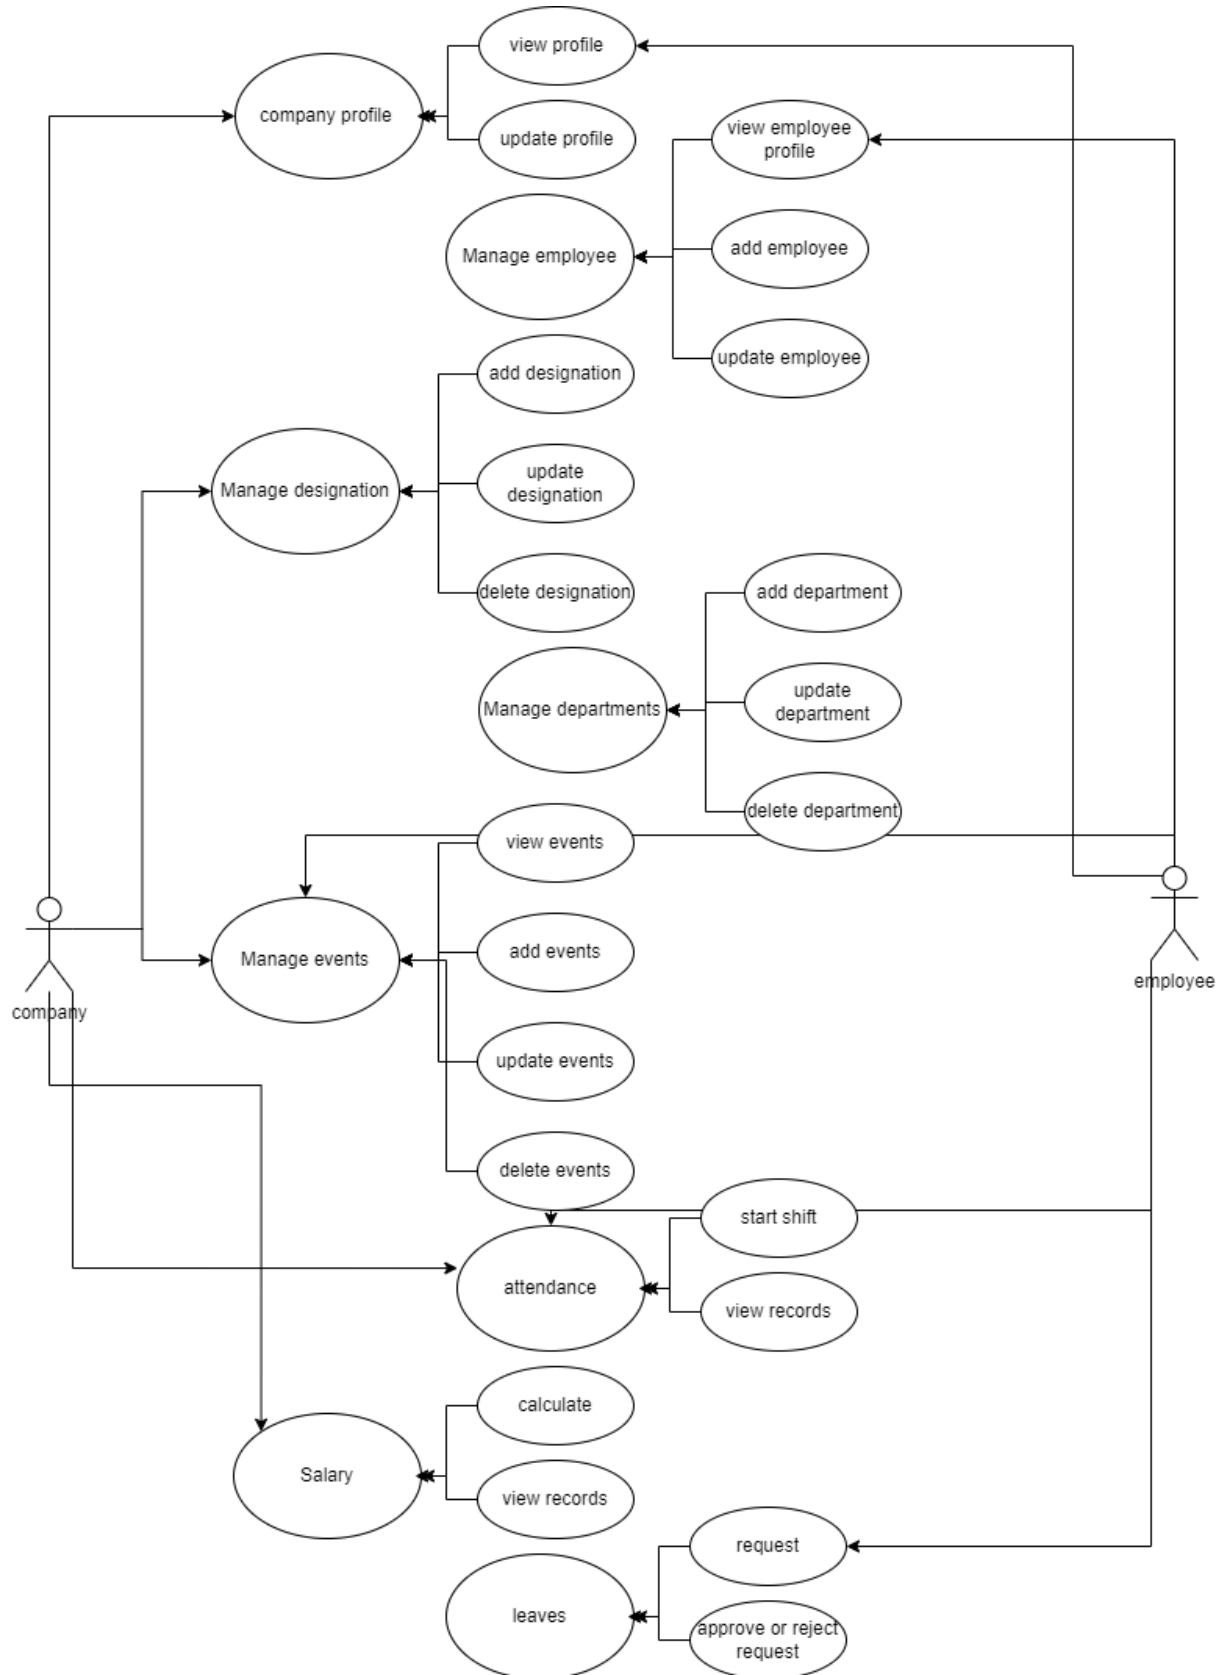 view profile
company profile
update profile
view employee
profile
Manage employee
add employee
update employee
add designation
Manage designation
update
designation
delete designation
add department
Manage departments
update
department
delete department
view events
add events
Manage events
employee
company
update events
delete events
start shift
attendance
view records
calculate
Salary
view records
request
leaves
approve or reject
request